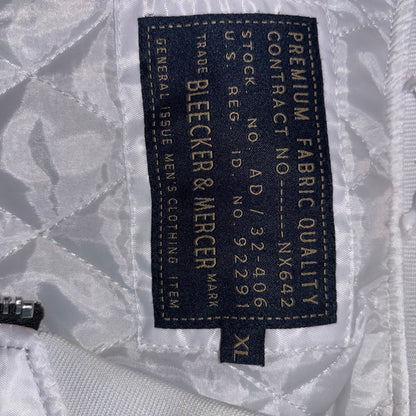 PREMIUM FABRIC QUALITY
CONTRACT NO-----NX642
STOCK. NO AD/32-406
U.S. REG. ID. NO. 92291
TRADE BLEECKER & MERCER MARK
GENERAL ISSUE MEN'S CLOTHING ITEM
XL